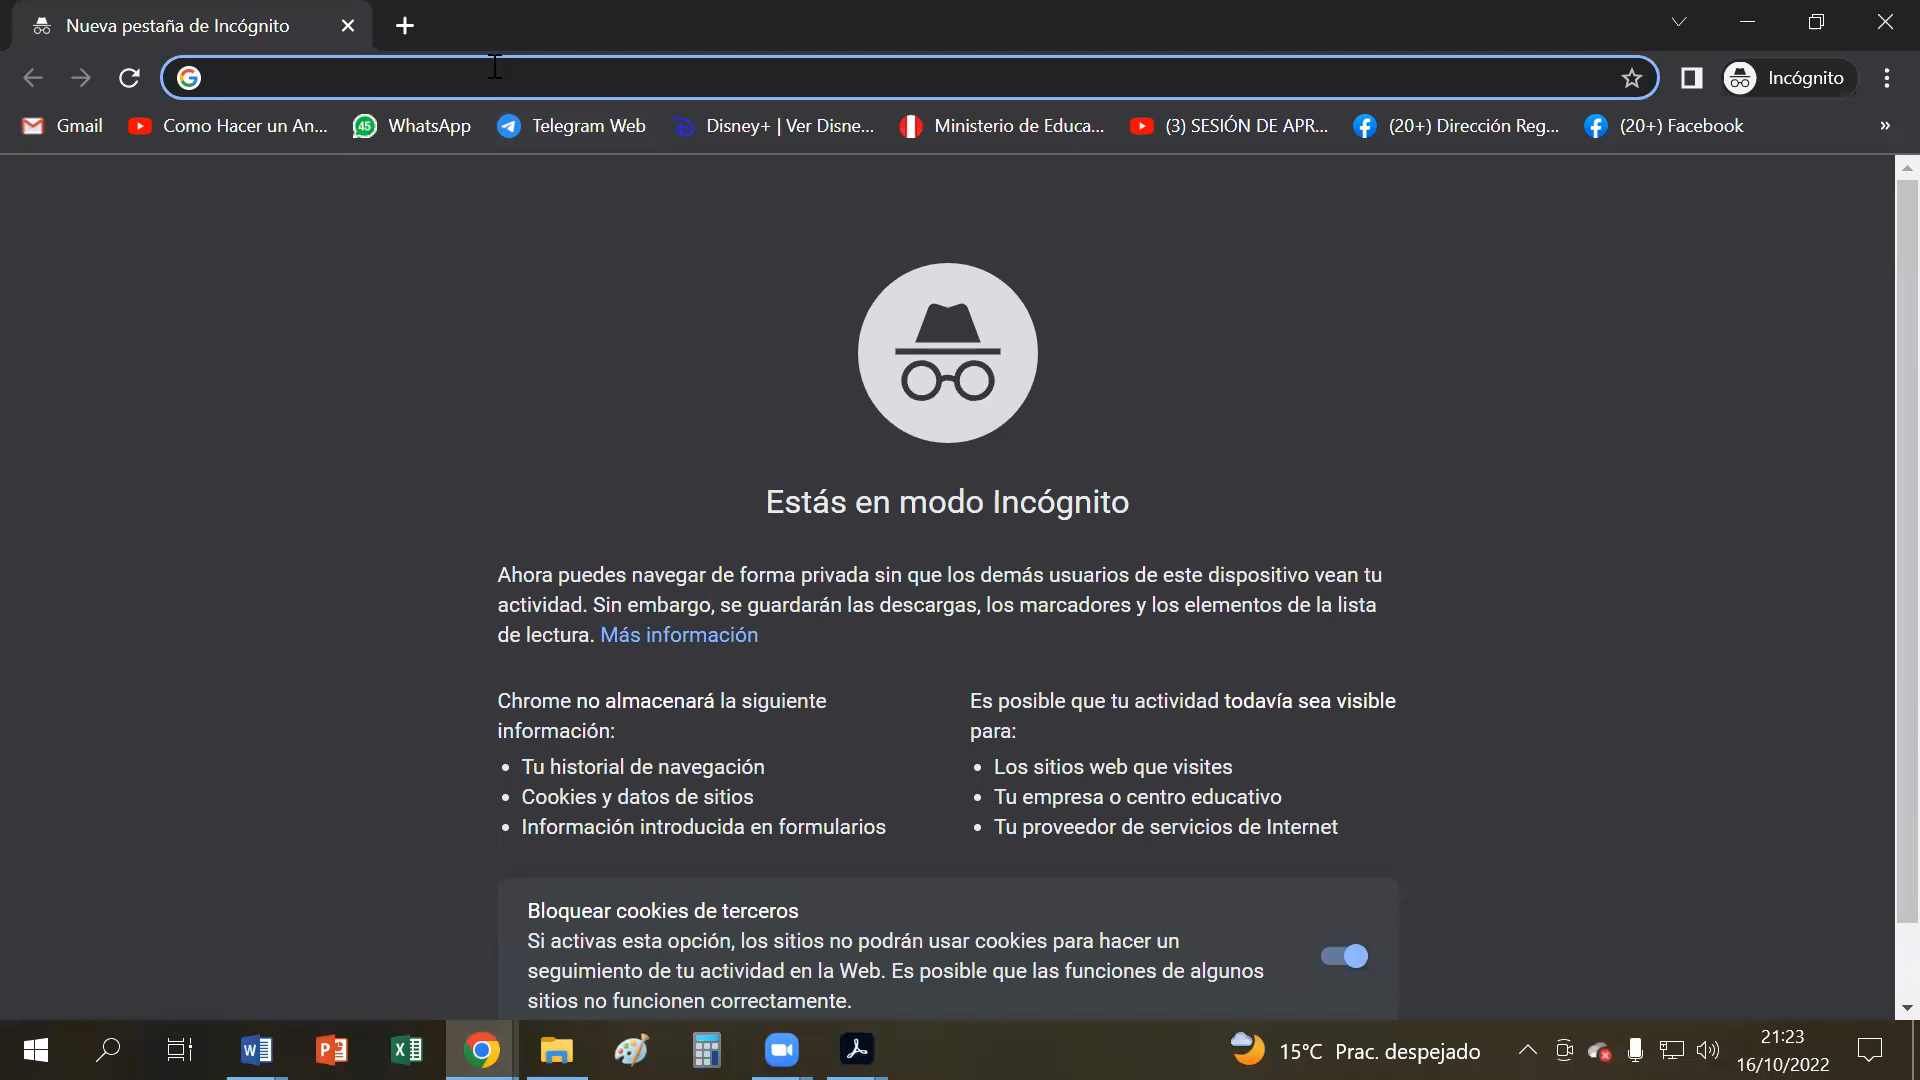 Nueva pestaña de Incógnito
Incógnito
Gmail Como Hacer un An... 45 WhatsApp Telegram Web Disney+ | Ver Disne... Ministerio de Educa... (3) SESIÓN DE APR... (20+) Dirección Reg... (20+) Facebook »
Estás en modo Incógnito
Ahora puedes navegar de forma privada sin que los demás usuarios de este dispositivo vean tu
actividad. Sin embargo, se guardarán las descargas, los marcadores y los elementos de la lista
de lectura. Más información
Chrome no almacenará la siguiente
información:
• Tu historial de navegación
• Cookies y datos de sitios
• Información introducida en formularios
Es posible que tu actividad todavía sea visible
para:
• Los sitios web que visites
• Tu empresa o centro educativo
• Tu proveedor de servicios de Internet
Bloquear cookies de terceros
Si activas esta opción, los sitios no podrán usar cookies para hacer un
seguimiento de tu actividad en la Web. Es posible que las funciones de algunos
sitios no funcionen correctamente.
15°C Prac. despejado
21:23
16/10/2022